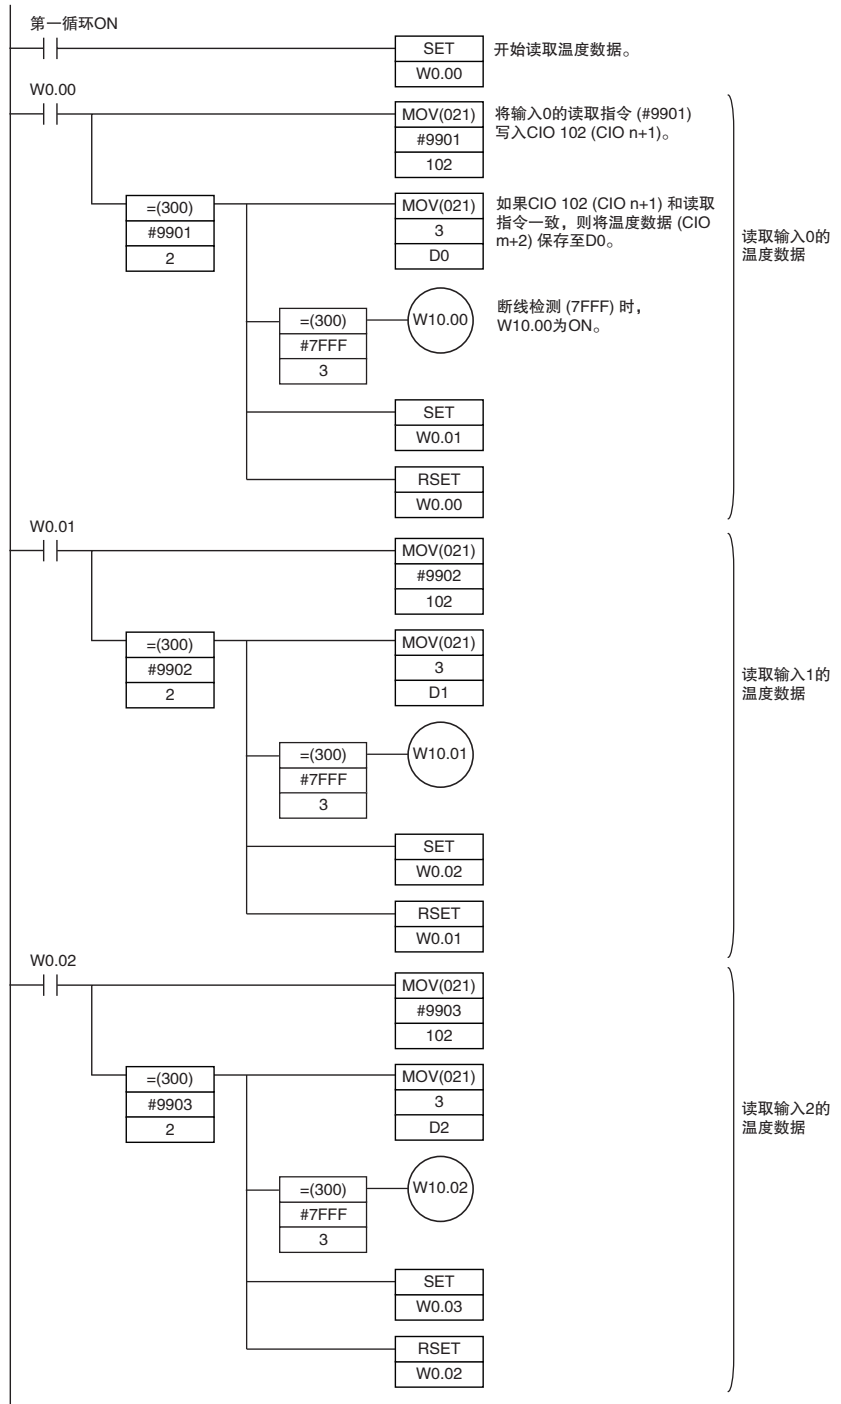 第一循环ON
SET
W0.00
开始读取温度数据。
W0.00
MOV(021)
#9901
102
将输入0的读取指令 (#9901)
写入CIO 102 (CIO n+1)。
=(300)
#9901
2
MOV(021)
3
D0
如果CIO 102 (CIO n+1) 和读取
指令一致，则将温度数据 (CIO
m+2) 保存至D0。
读取输入0的
温度数据
=(300)
#7FFF
3
W10.00
断线检测 (7FFF) 时，
W10.00为ON。
SET
W0.01
RSET
W0.00
W0.01
MOV(021)
#9902
102
=(300)
#9902
2
MOV(021)
3
D1
读取输入1的
温度数据
=(300)
#7FFF
3
W10.01
SET
W0.02
RSET
W0.01
W0.02
MOV(021)
#9903
102
=(300)
#9903
2
MOV(021)
3
D2
读取输入2的
温度数据
=(300)
#7FFF
3
W10.02
SET
W0.03
RSET
W0.02